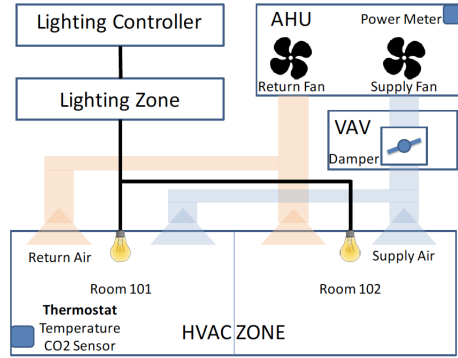 Lighting Controller
AHU
Power Meter
Return Fan
Supply Fan
Lighting Zone
VAV
Damper
Return Air
Supply Air
Room 101
Room 102
Thermostat
Temperature
CO2 Sensor
HVAC ZONE